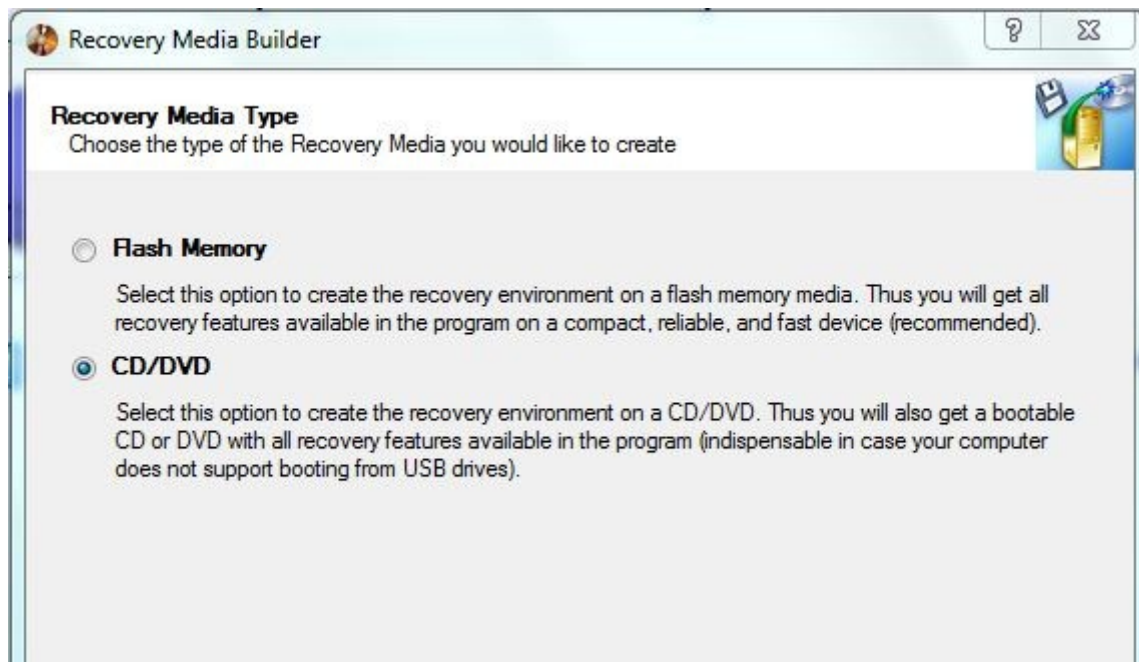 Recovery Media Builder
Recovery Media Type
Choose the type of the Recovery Media you would like to create
Flash Memory
Select this option to create the recovery environment on a flash memory media. Thus you will get all
recovery features available in the program on a compact, reliable, and fast device (recommended).
CD/DVD
Select this option to create the recovery environment on a CD/DVD. Thus you will also get a bootable
CD or DVD with all recovery features available in the program (indispensable in case your computer
does not support booting from USB drives).